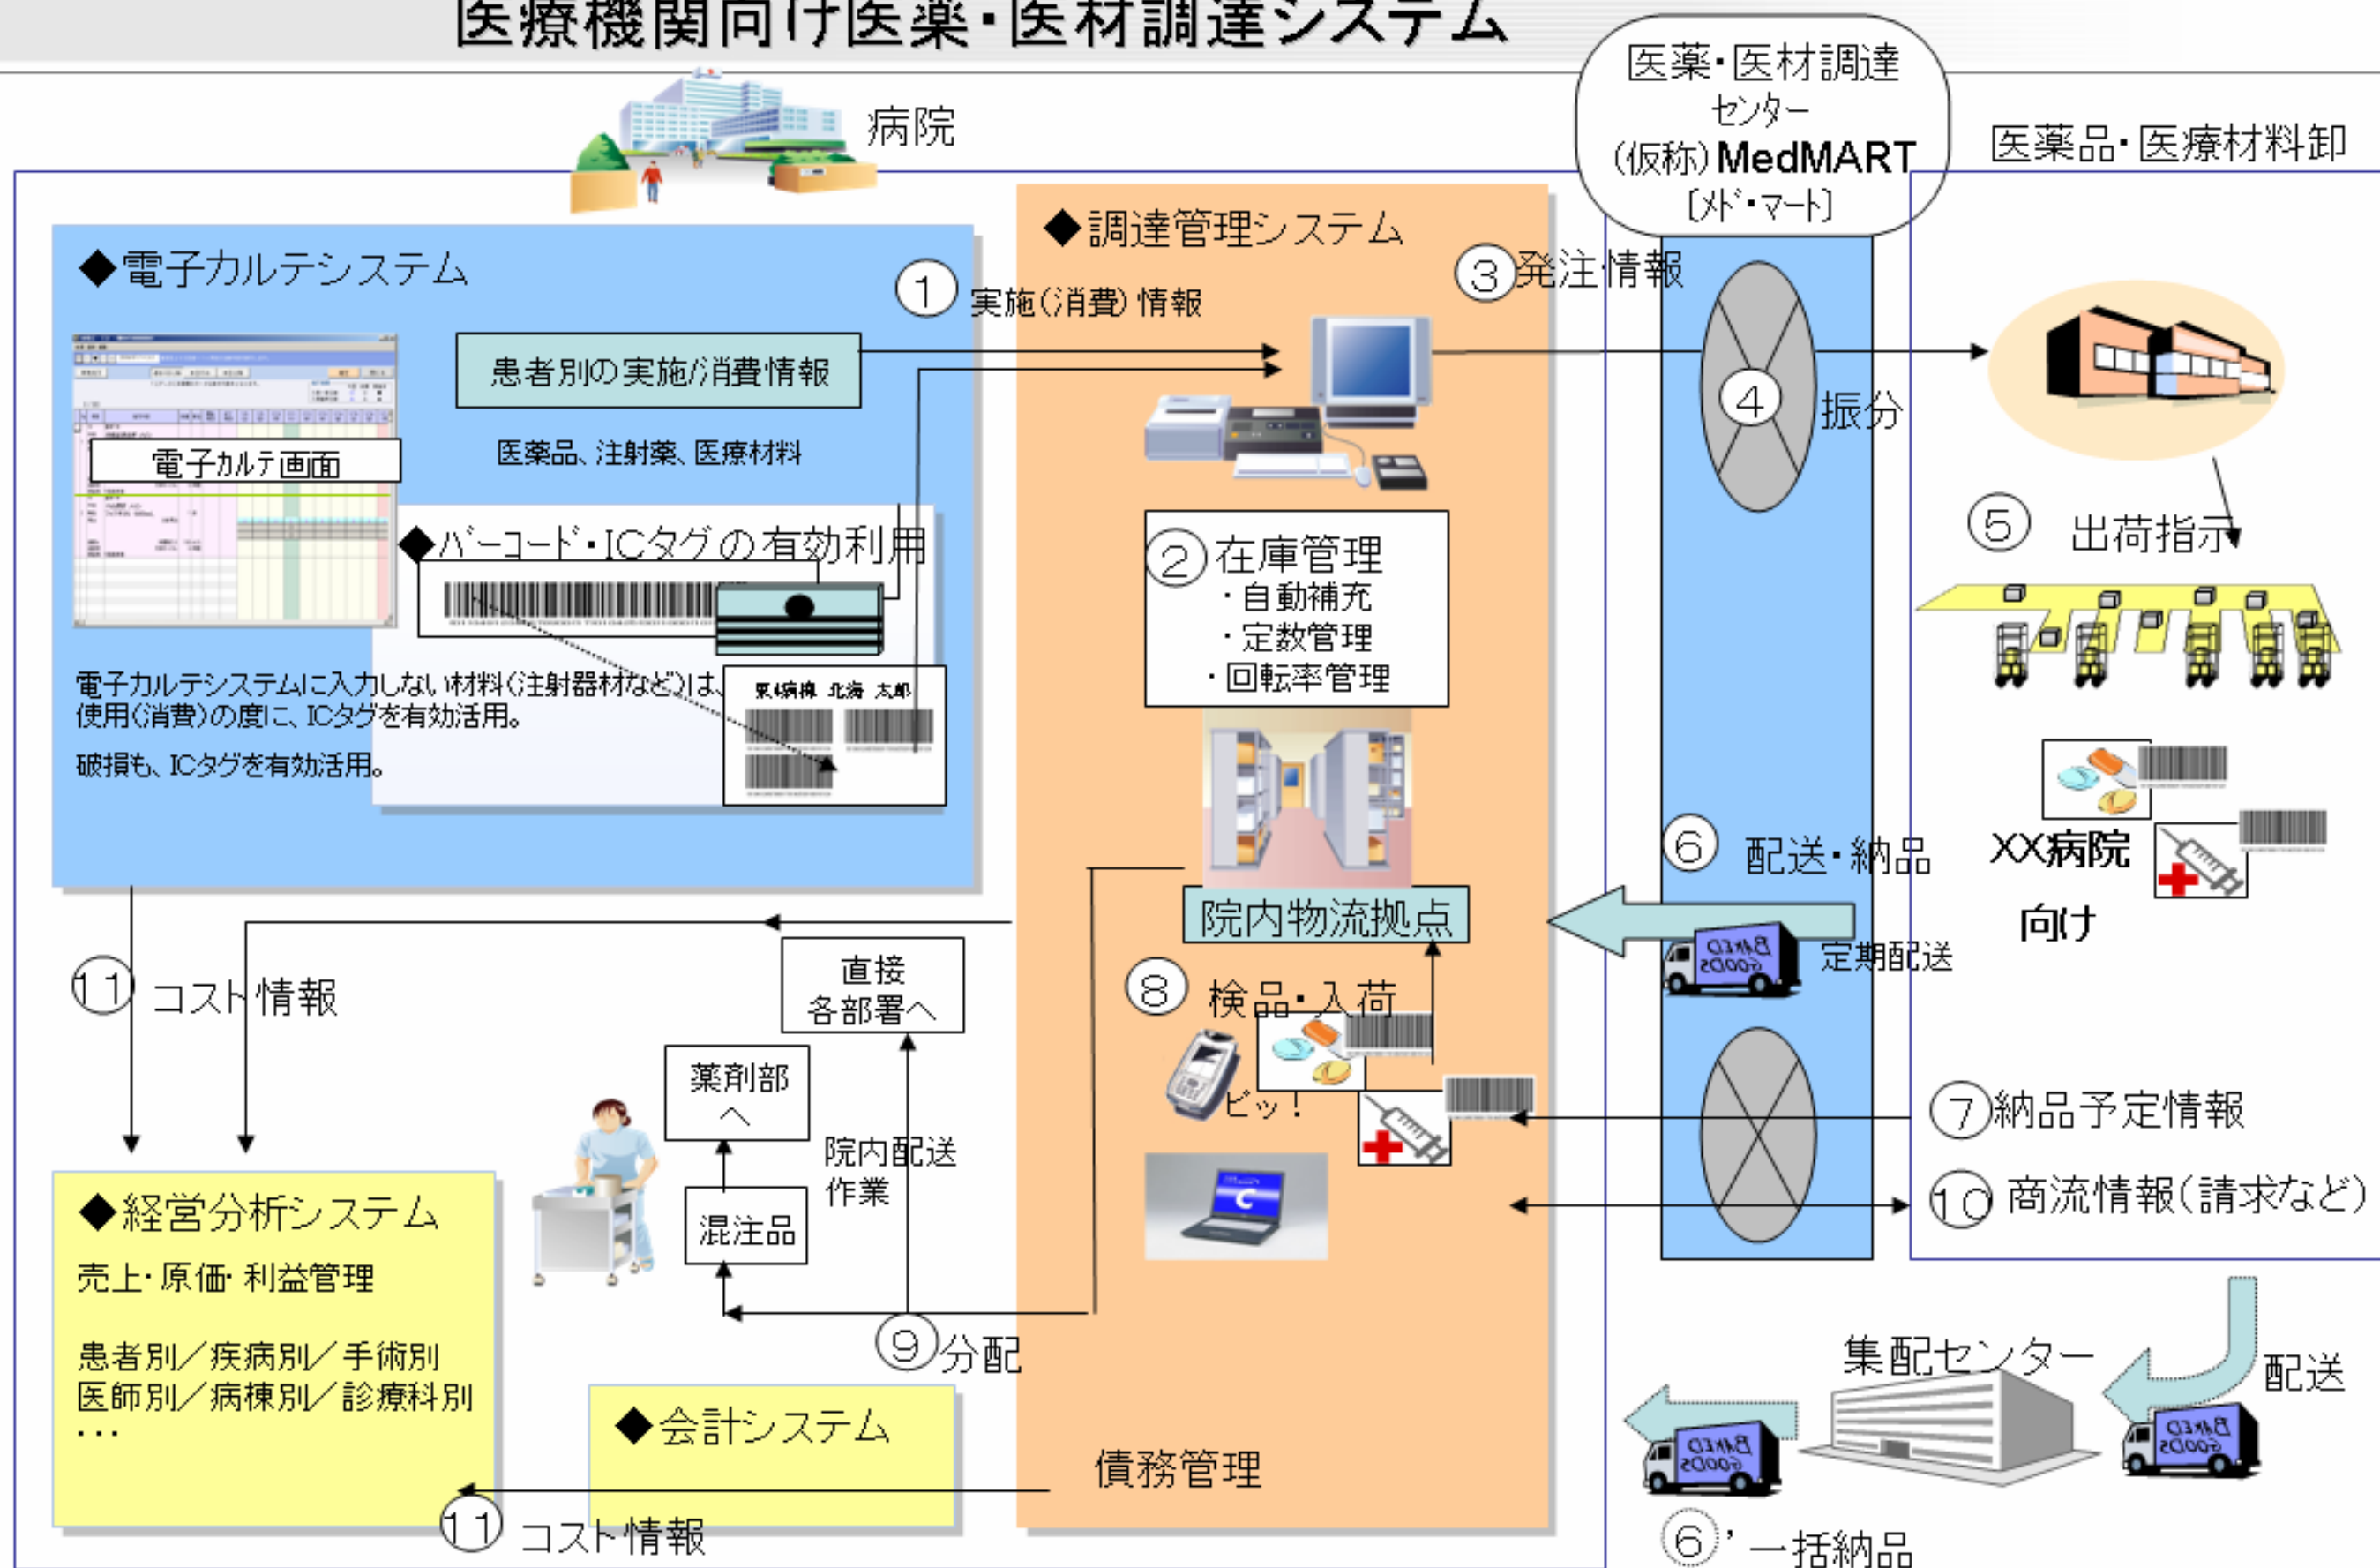 医療機関向け医薬・医材調達システム
病院
医薬・医材調達
センター
(仮称)MedMART
[メド・マート]
医薬品・医療材料卸
◆電子カルテシステム
患者別の実施/消費情報
医薬品、注射薬、医療材料
電子カルテ画面
◆バーコード・ICタグの有効利用
東4病棟 北海 太郎
電子カルテシステムに入力しない材料(注射器材など)は、
使用(消費)の度に、ICタグを有効活用。
破損も、ICタグを有効活用。
① 実施(消費)情報
◆調達管理システム
③発注情報
②在庫管理
・自動補充
・定数管理
・回転率管理
院内物流拠点
⑧ 検品・入荷
ピッ!
債務管理
④ 振分
⑤ 出荷指示
XX病院
向け
⑥ 配送・納品
定期配送
BAKED
GOODS
⑦納品予定情報
⑩ 商流情報(請求など)
⑪ コスト情報
直接
各部署へ
薬剤部
へ
院内配送
作業
混注品
⑨分配
◆経営分析システム
売上・原価・利益管理
患者別/疾病別/手術別
医師別/病棟別/診療科別
・・・
◆会計システム
⑪ コスト情報
集配センター
配送
BAKED
GOODS
BAKED
GOODS
⑥’一括納品